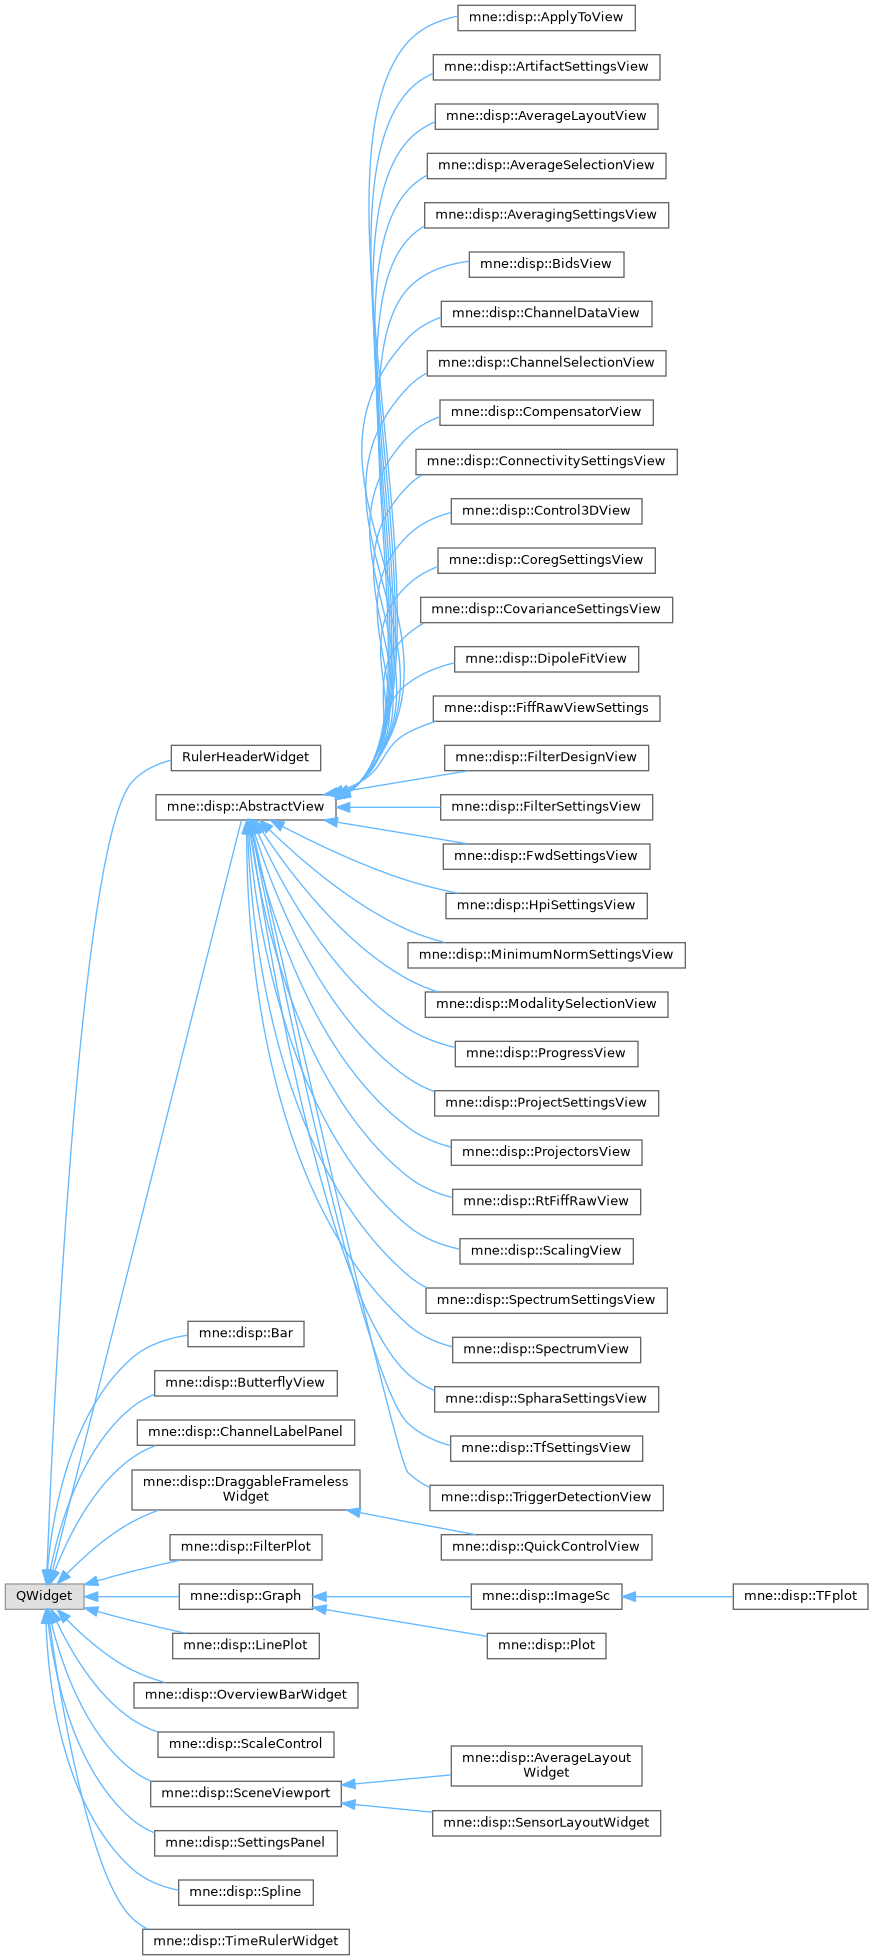 mne::disp::ApplyToView
mne::disp::ArtifactSettingsView
mne::disp::AverageLayoutView
mne::disp::AverageSelectionView
mne::disp::AveragingSettingsView
mne::disp::BidsView
mne::disp::ChannelDataView
mne::disp::ChannelSelectionView
mne::disp::CompensatorView
mne::disp::ConnectivitySettingsView
mne::disp::Control3DView
mne::disp::CoregSettingsView
mne::disp::CovarianceSettingsView
mne::disp::DipoleFitView
mne::disp::FiffRawViewSettings
RulerHeaderWidget
mne::disp::FilterDesignView
mne::disp::AbstractView
mne::disp::FilterSettingsView
mne::disp::FwdSettingsView
mne::disp::HpiSettingsView
mne::disp::MinimumNormSettingsView
mne::disp::ModalitySelectionView
mne::disp::ProgressView
mne::disp::ProjectSettingsView
mne::disp::ProjectorsView
mne::disp::RtFiffRawView
mne::disp::ScalingView
mne::disp::SpectrumSettingsView
mne::disp::Bar
mne::disp::SpectrumView
mne::disp::ButterflyView
mne::disp::SpharaSettingsView
mne::disp::ChannelLabelPanel
mne::disp::TfSettingsView
mne::disp::DraggableFrameless
Widget
mne::disp::TriggerDetectionView
mne::disp::FilterPlot
mne::disp::QuickControlView
QWidget
mne::disp::Graph
mne::disp::ImageSc
mne::disp::TFplot
mne::disp::LinePlot
mne::disp::Plot
mne::disp::OverviewBarWidget
mne::disp::ScaleControl
mne::disp::AverageLayout
Widget
mne::disp::SceneViewport
mne::disp::SensorLayoutWidget
mne::disp::SettingsPanel
mne::disp::Spline
mne::disp::TimeRulerWidget